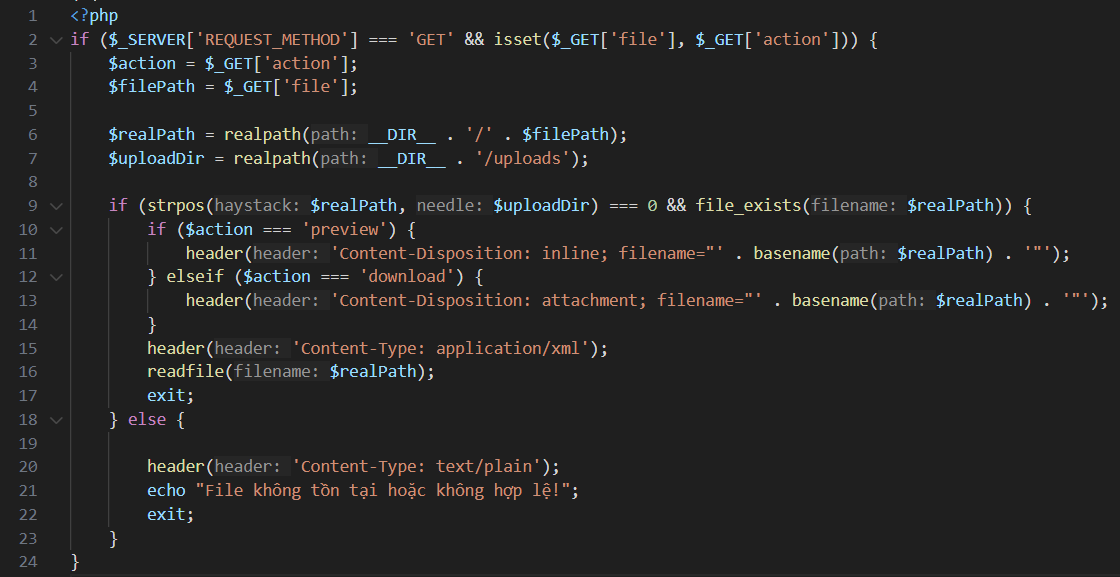 1 <?php
2 if ($_SERVER['REQUEST_METHOD'] === 'GET' && isset($_GET['file'], $_GET['action'])) {
3 $action = $_GET['action'];
4 $filePath = $_GET['file'];
5
6 $realPath = realpath(path: __DIR__ . '/' . $filePath);
7 $uploadDir = realpath(path: __DIR__ . '/uploads');
8
9 if (strpos(haystack: $realPath, needle: $uploadDir) === 0 && file_exists(filename: $realPath)) {
10 if ($action === 'preview') {
11 header(header: 'Content-Disposition: inline; filename="' . basename(path: $realPath) . '"');
12 } elseif ($action === 'download') {
13 header(header: 'Content-Disposition: attachment; filename="' . basename(path: $realPath) . '"');
14 }
15 header(header: 'Content-Type: application/xml');
16 readfile(filename: $realPath);
17 exit;
18 } else {
19
20 header(header: 'Content-Type: text/plain');
21 echo "File không tồn tại hoặc không hợp lệ!";
22 exit;
23 }
24 }